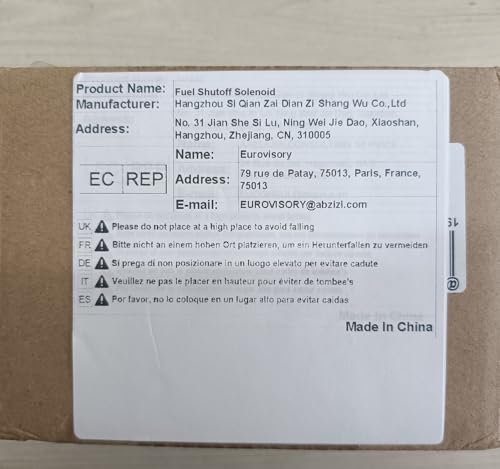 Product Name: Fuel Shutoff Solenoid
Manufacturer: Hangzhou Si Qian Zai Dian Zi Shang Wu Co.,Ltd
Address: No. 31 Jian She Si Lu, Ning Wei Jie Dao, Xiaoshan,
Hangzhou, Zhejiang, CN, 310005
EC REP
Name: Eurovisory
Address: 79 rue de Patay, 75013, Paris, France,
75013
E-mail: EUROVISORY@abzizi.com
UK Please do not place at a high place to avoid falling
FR Bitte nicht an einem hohen Ort platzieren, um ein Herunterfallen zu vermeiden
DE Si prega di non posizionare in un luogo elevato per evitare cadute
IT Veuillez ne pas le placer en hauteur pour éviter de tombee's
ES Por favor, no lo coloque en un lugar alto para evitar caidas
Made In China